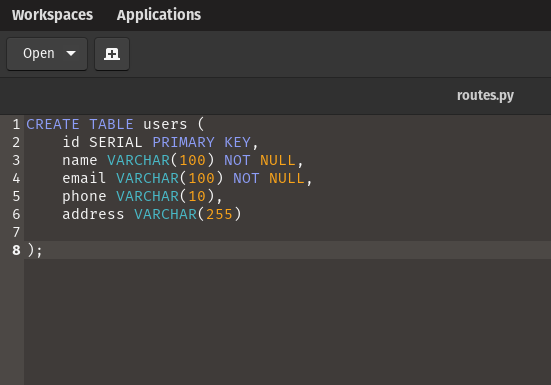 Workspaces Applications
Open
routes.py
1 CREATE TABLE users (
2     id SERIAL PRIMARY KEY,
3     name VARCHAR(100) NOT NULL,
4     email VARCHAR(100) NOT NULL,
5     phone VARCHAR(10),
6     address VARCHAR(255)
7
8 );